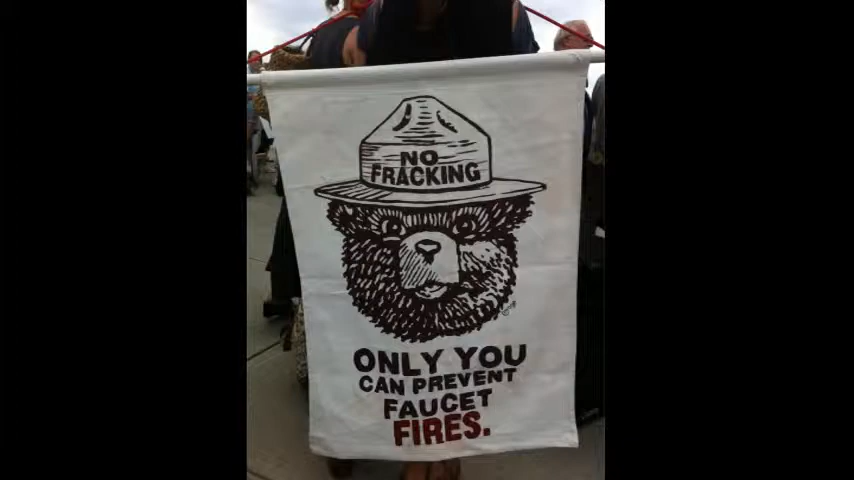 NO
FRACKING
ONLY YOU
CAN PREVENT
FAUCET
FIRES.